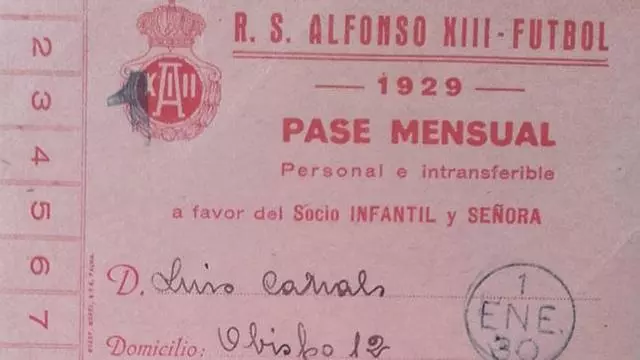 R. S. ALFONSO XIII-FUTBOL
1929
PASE MENSUAL
Personal e intransferible
a favor del Socio INFANTIL y SEÑORA
D. Luis Canals
Domicilio: Obispo 12
1
ENE.
30
2
3
4
5
6
7